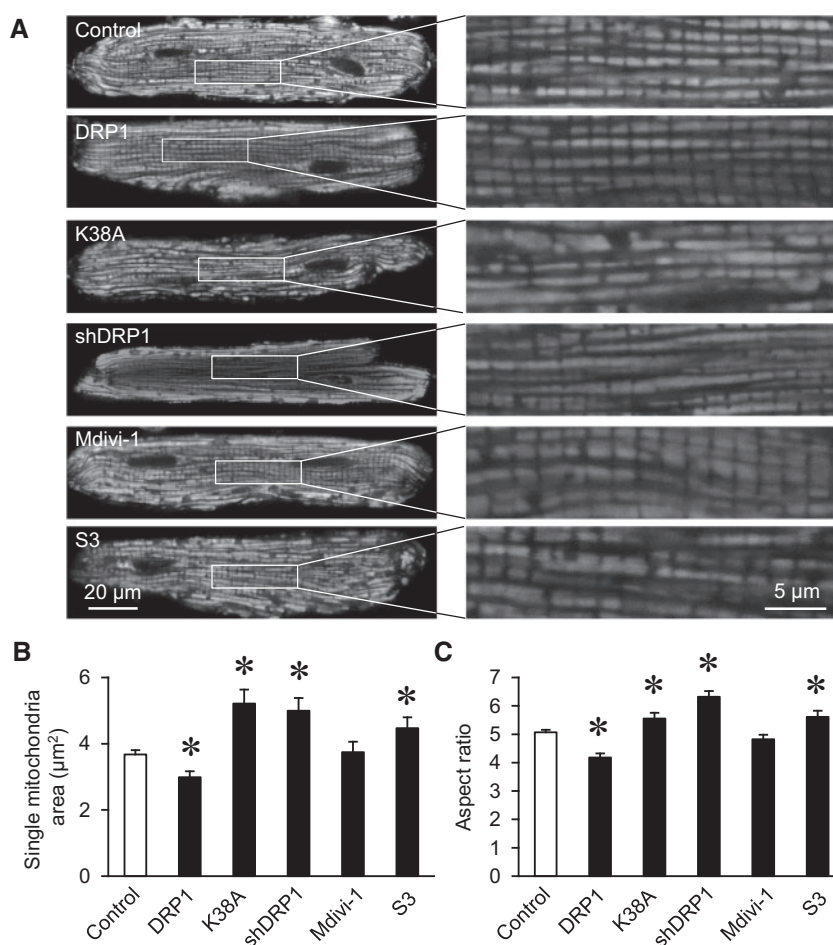 A
Control
DRP1
K38A
shDRP1
Mdivi-1
S3
20 µm
5 µm
B
Single mitochondria
area (µm²)
6
4
2
0
* * * *
Control
DRP1
K38A
shDRP1
Mdivi-1
S3
C
Aspect ratio
7
6
5
4
3
2
1
0
* * * *
Control
DRP1
K38A
shDRP1
Mdivi-1
S3